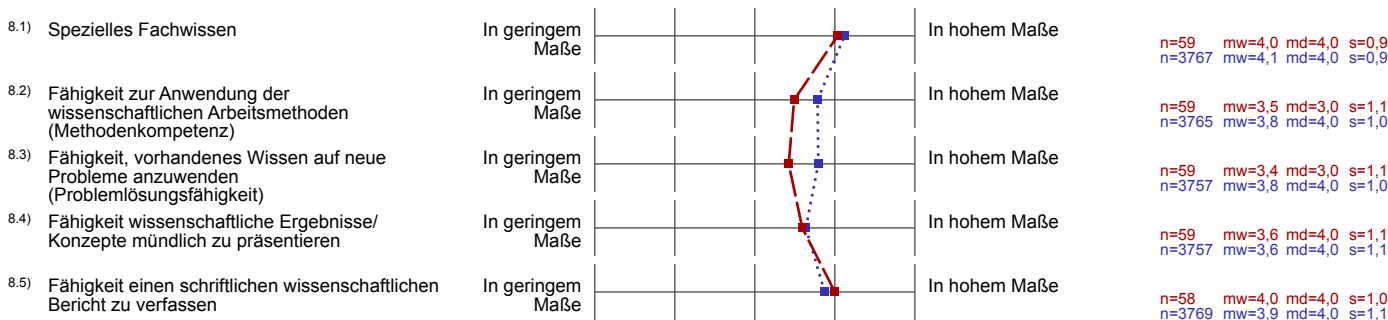 8.1) Spezielles Fachwissen
In geringem
Maße
In hohem Maße
n=59 mw=4,0 md=4,0 s=0,9
n=3767 mw=4,1 md=4,0 s=0,9
8.2) Fähigkeit zur Anwendung der
wissenschaftlichen Arbeitsmethoden
(Methodenkompetenz)
In geringem
Maße
In hohem Maße
n=59 mw=3,5 md=3,0 s=1,1
n=3765 mw=3,8 md=4,0 s=1,0
8.3) Fähigkeit, vorhandenes Wissen auf neue
Probleme anzuwenden
(Problemlösungsfähigkeit)
In geringem
Maße
In hohem Maße
n=59 mw=3,4 md=3,0 s=1,1
n=3757 mw=3,8 md=4,0 s=1,0
8.4) Fähigkeit wissenschaftliche Ergebnisse/
Konzepte mündlich zu präsentieren
In geringem
Maße
In hohem Maße
n=59 mw=3,6 md=4,0 s=1,1
n=3757 mw=3,6 md=4,0 s=1,1
8.5) Fähigkeit einen schriftlichen wissenschaftlichen
Bericht zu verfassen
In geringem
Maße
In hohem Maße
n=58 mw=4,0 md=4,0 s=1,0
n=3769 mw=3,9 md=4,0 s=1,1